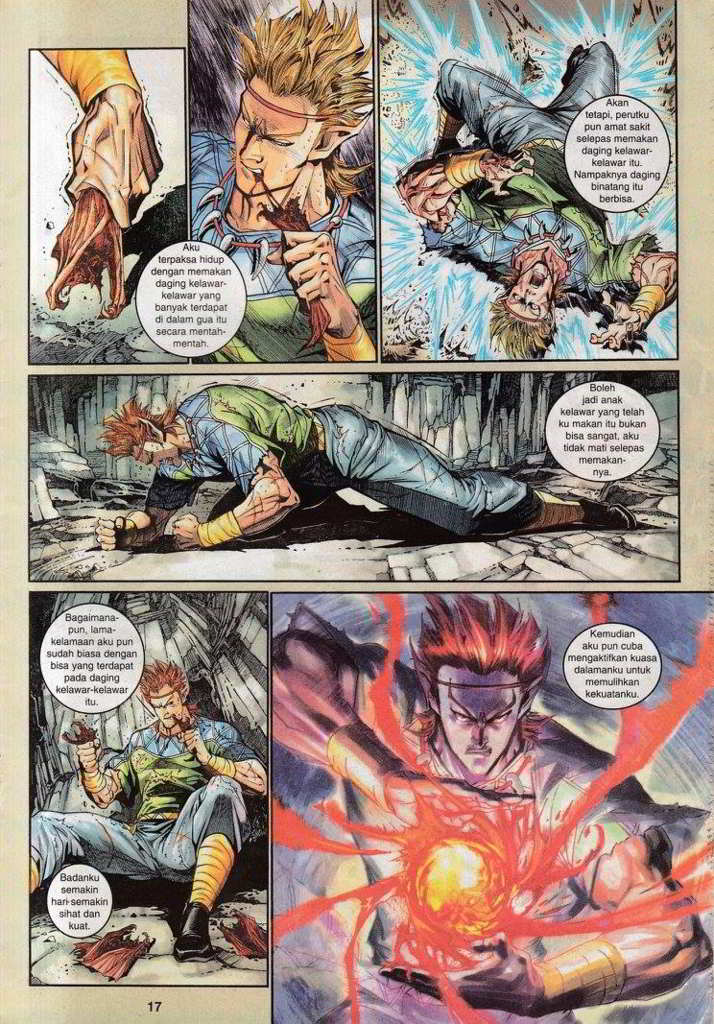 Aku
terpaksa hidup
dengan memakan
daging kelawar-
kelawar yang
banyak terdapat
di dalam gua itu
secara mentah-
mentah.
Akan
tetapi, perutku
pun amat sakit
selepas memakan
daging kelawar-
kelawar itu.
Nampaknya daging
binatang itu
berbisa.
Boleh
jadi anak
kelawar yang telah
ku makan itu bukan
bisa sangat, aku
tidak mati selepas
memakan-
nya.
Bagaimana-
pun, lama-
kelamaan aku pun
sudah biasa dengan
bisa yang terdapat
pada daging
kelawar-kelawar
itu.
Badanku
semakin
hari-semakin
sihat dan
kuat.
Kemudian
aku pun cuba
mengaktifkan kuasa
dalamanku untuk
memulihkan
kekuatanku.
17